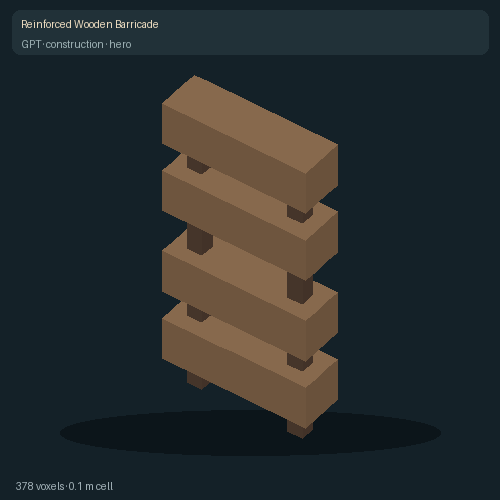 Reinforced Wooden Barricade
GPT·construction·hero
378 voxels·0.1 m cell